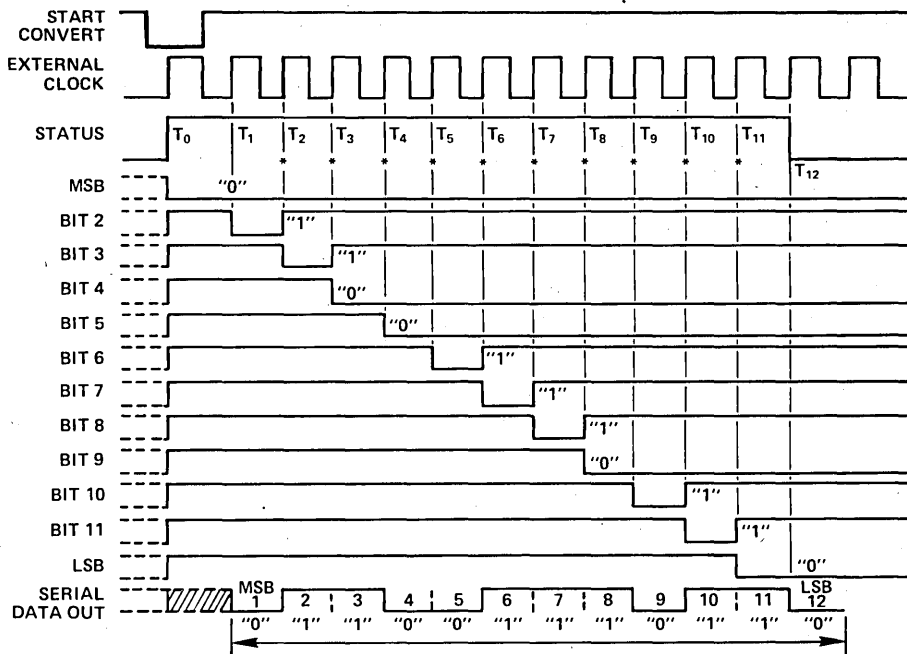 START
CONVERT
EXTERNAL
CLOCK
STATUS T0 T1 T2 T3 T4 T5 T6 T7 T8 T9 T10 T11
* * * * * * * * * *
T12
MSB "0"
BIT 2 "1"
BIT 3 "1"
BIT 4 "0"
BIT 5 "0"
BIT 6 "1"
BIT 7 "1"
BIT 8 "1"
BIT 9 "0"
BIT 10 "1"
BIT 11 "1"
LSB "0"
SERIAL
DATA OUT
MSB LSB
1 2 3 4 5 6 7 8 9 10 11 12
"0" "1" "1" "0" "0" "1" "1" "1" "0" "1" "1" "0"